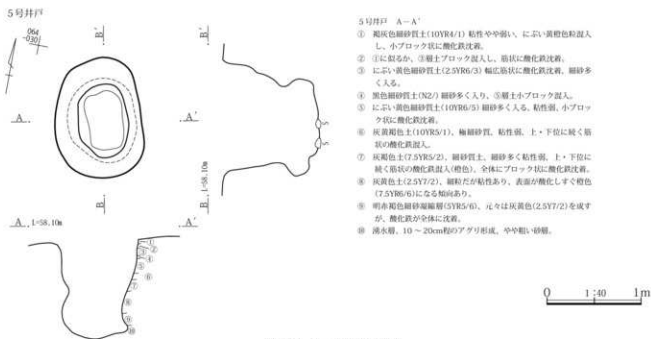 5号井戸
064
-030
B′
A
A′
B
B′
S
S
B L=58.10m
A L=58.10m
A′
①
②
③
④
⑤
⑥
⑦
⑧
⑨
⑩
5号井戸 A－A′
① 褐灰色細砂質土(10YR4/1) 粘性やや弱い、にぶい黄橙色粒混入
し、小ブロック状に酸化鉄沈着。
② ①に似るが、③層土ブロック混入し、筋状に酸化鉄沈着。
③ にぶい黄色細砂質土(2.5YR6/3) 幅広筋状に酸化鉄沈着、細砂多
く入る。
④ 黒色細砂質土(N2/) 細砂多く入り、⑤層土小ブロック混入。
⑤ にぶい黄色細砂質土(10YR6/5) 細砂多く入る、粘性弱、小ブロッ
ク状に酸化鉄沈着。
⑥ 灰黄褐色土(10YR5/1)、極細砂質、粘性弱、上・下位に続く筋
状の酸化鉄混入。
⑦ 灰褐色土(7.5YR5/2)、細砂質土、細砂多く粘性弱、上・下位に
続く筋状の酸化鉄混入(橙色)、全体にブロック状に酸化鉄沈着。
⑧ 灰黄色土(2.5Y7/2)、細粒だが粘性あり、表面が酸化しすぐ橙色
(7.5YR6/6)になる傾向あり。
⑨ 明赤褐色細砂凝縮層(5YR5/6)、元々は灰黄色(2.5Y7/2)を成す
が、酸化鉄が全体に沈着。
⑩ 湧水層、10～20cm程のアグリ形成、やや粗い砂層。
0 1:40 1m